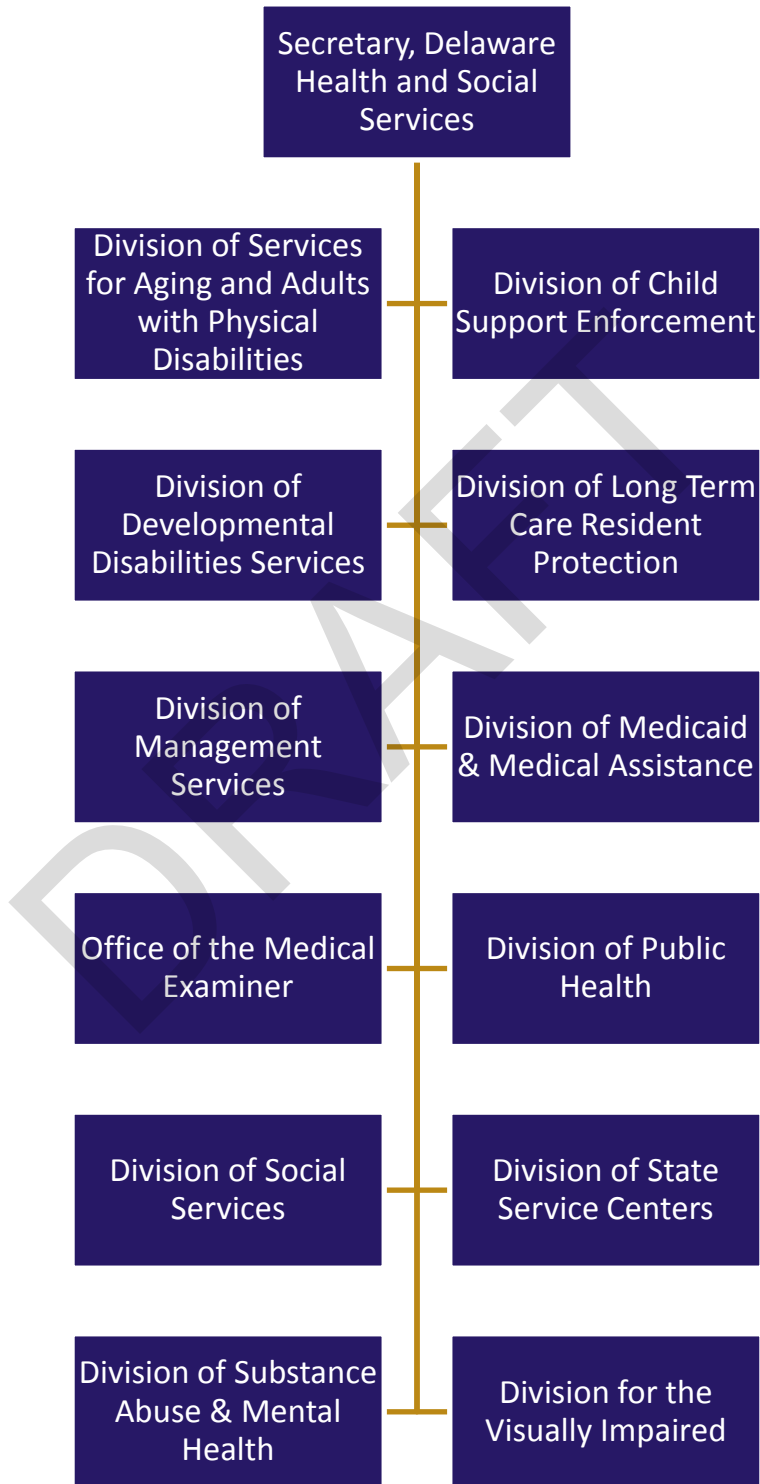 Secretary, Delaware
Health and Social
Services
Division of Services
for Aging and Adults
with Physical
Disabilities
Division of Child
Support Enforcement
Division of
Developmental
Disabilities Services
Division of Long Term
Care Resident
Protection
Division of
Management
Services
Division of Medicaid
& Medical Assistance
Office of the Medical
Examiner
Division of Public
Health
Division of Social
Services
Division of State
Service Centers
Division of Substance
Abuse & Mental
Health
Division for the
Visually Impaired
DRAFT